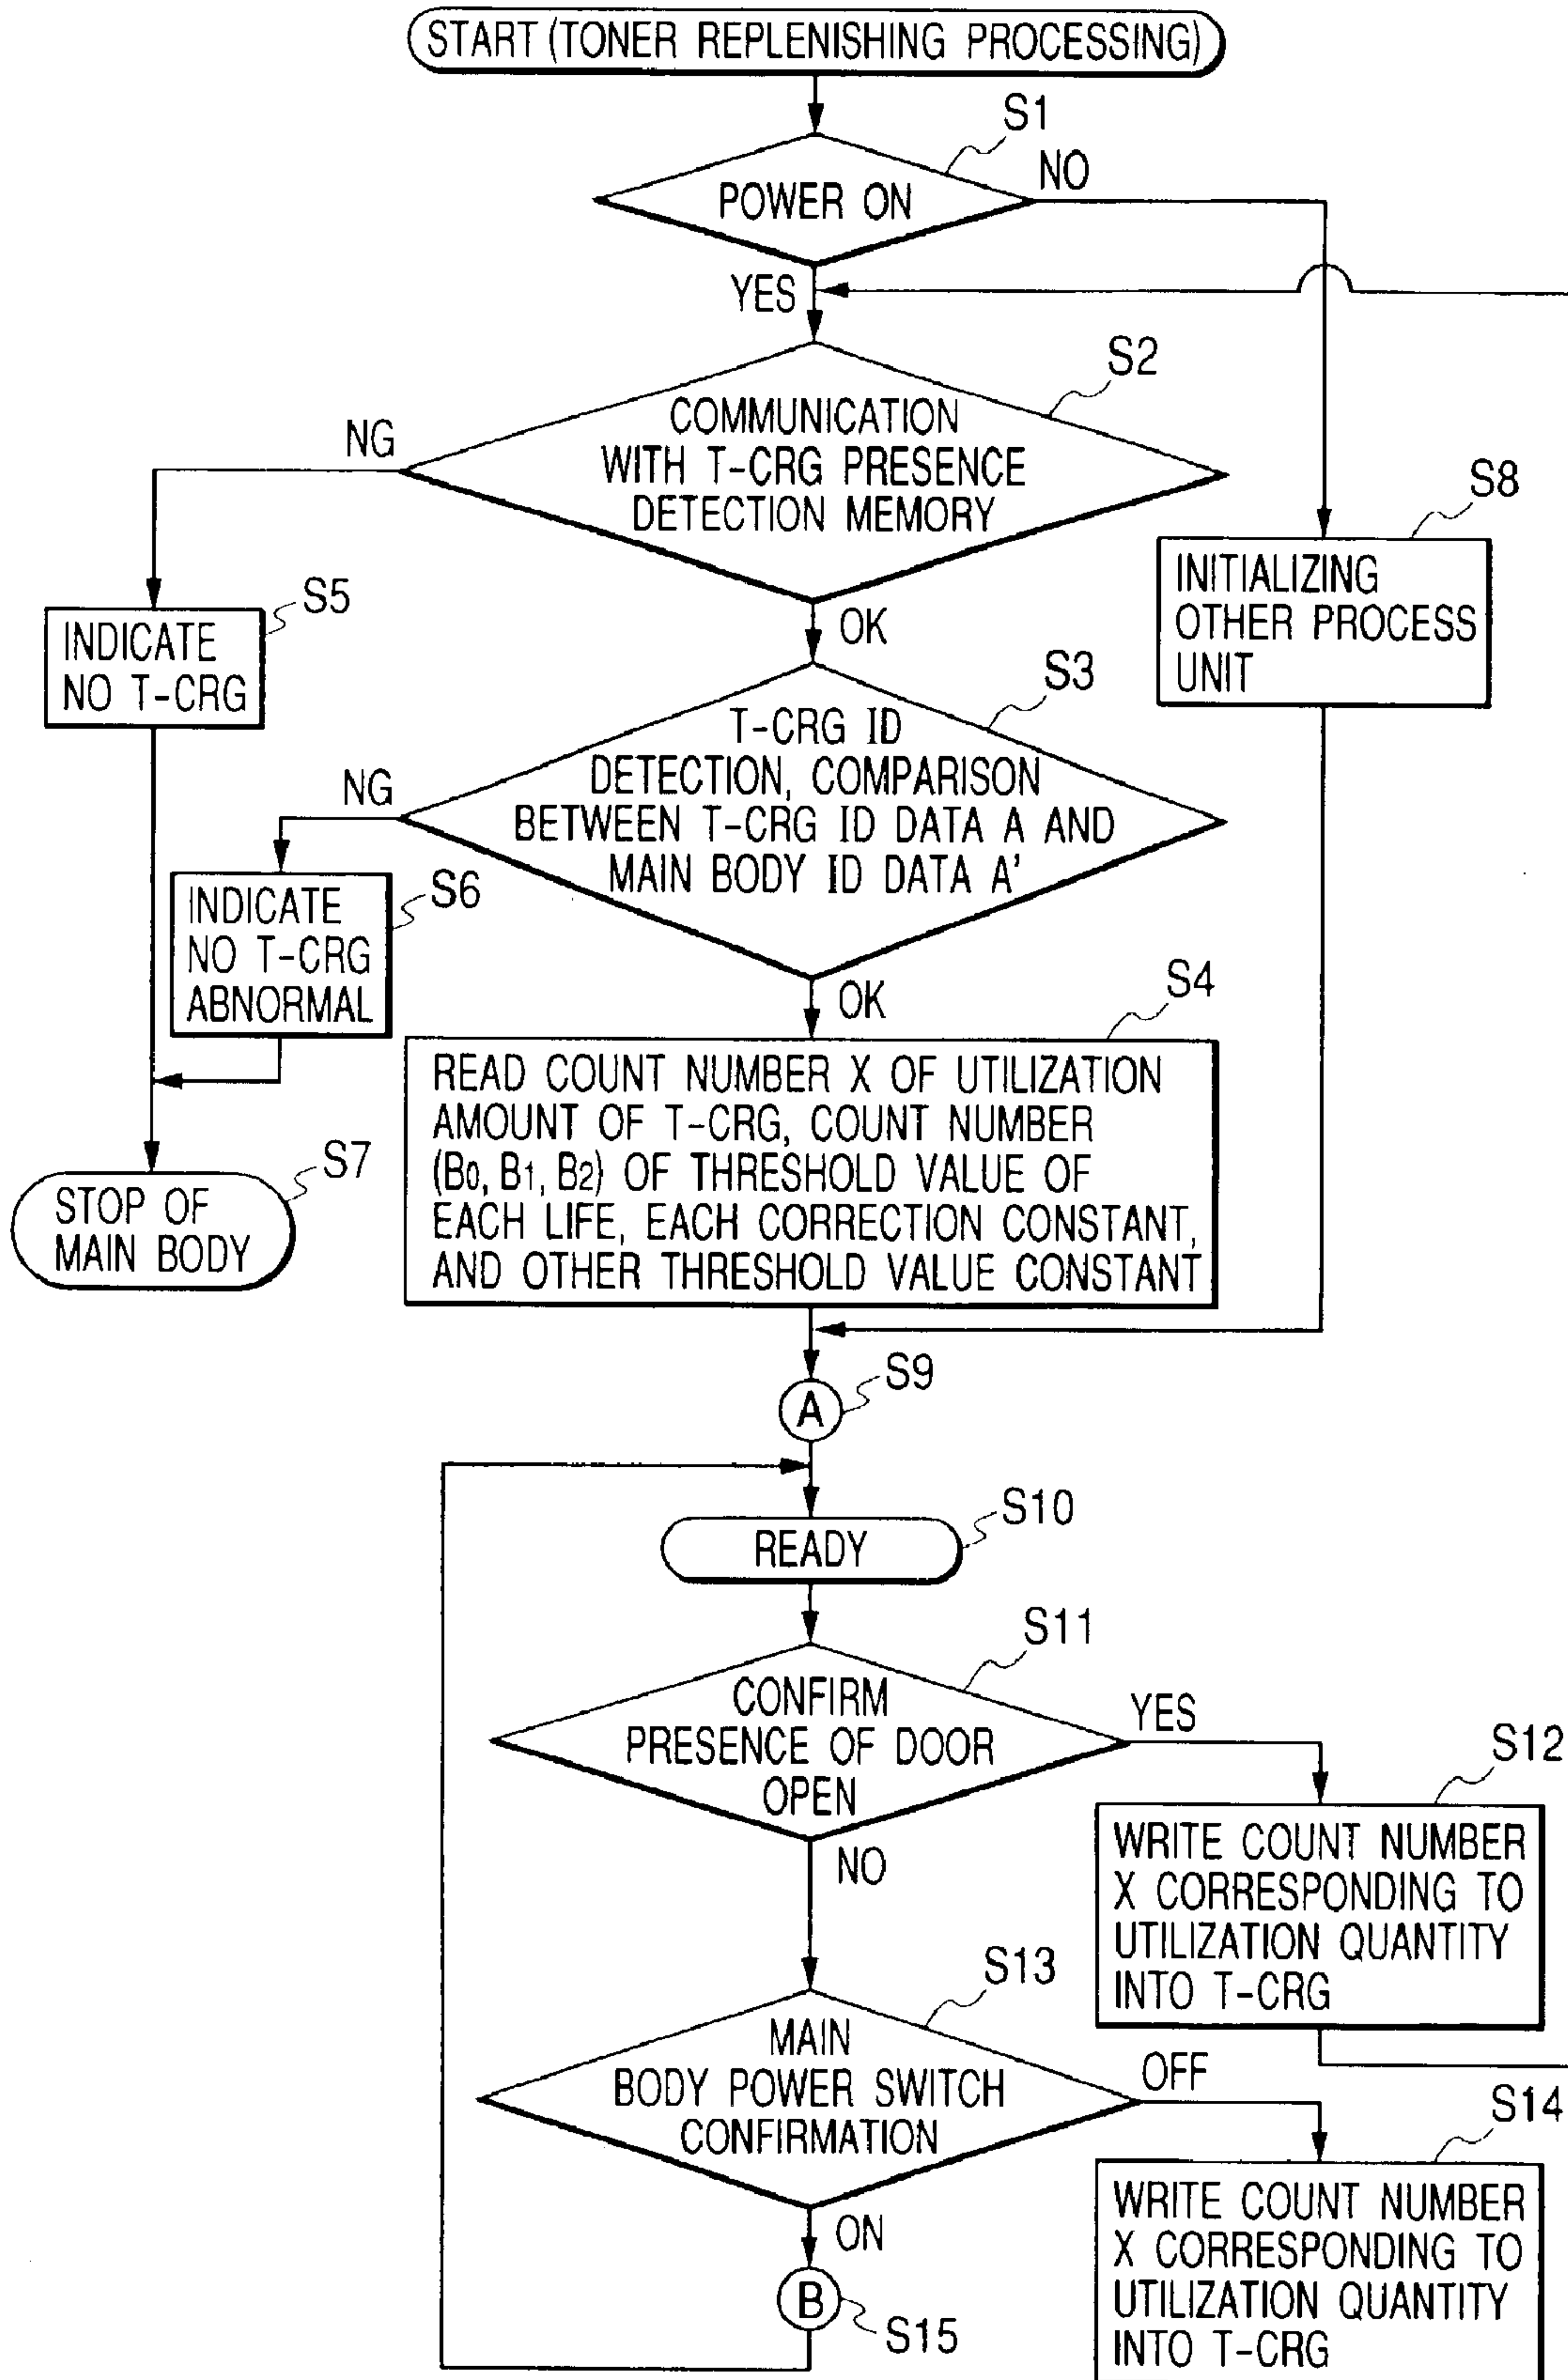 START (TONER REPLENISHING PROCESSING)
S1
POWER ON
NO
YES
S2
COMMUNICATION
WITH T-CRG PRESENCE
DETECTION MEMORY
NG
OK
S8
INITIALIZING
OTHER PROCESS
UNIT
S5
INDICATE
NO T-CRG
S3
T-CRG ID
DETECTION, COMPARISON
BETWEEN T-CRG ID DATA A AND
MAIN BODY ID DATA A'
NG
OK
S6
INDICATE
NO T-CRG
ABNORMAL
S4
READ COUNT NUMBER X OF UTILIZATION
AMOUNT OF T-CRG, COUNT NUMBER
(B0, B1, B2) OF THRESHOLD VALUE OF
EACH LIFE, EACH CORRECTION CONSTANT,
AND OTHER THRESHOLD VALUE CONSTANT
S7
STOP OF
MAIN BODY
S9
A
S10
READY
S11
CONFIRM
PRESENCE OF DOOR
OPEN
YES
NO
S12
WRITE COUNT NUMBER
X CORRESPONDING TO
UTILIZATION QUANTITY
INTO T-CRG
S13
MAIN
BODY POWER SWITCH
CONFIRMATION
OFF
ON
S14
WRITE COUNT NUMBER
X CORRESPONDING TO
UTILIZATION QUANTITY
INTO T-CRG
B
S15